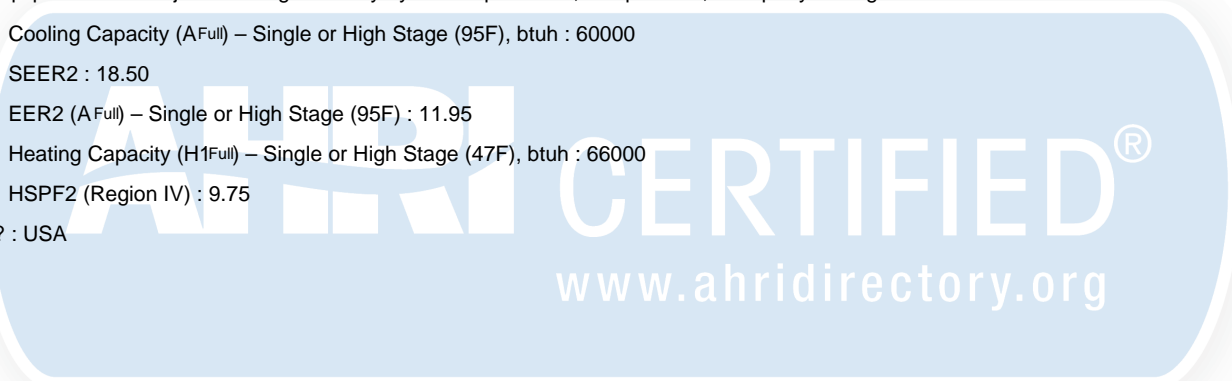 Cooling Capacity (AFull) – Single or High Stage (95F), btuh : 60000
SEER2 : 18.50
EER2 (AFull) – Single or High Stage (95F) : 11.95
Heating Capacity (H1Full) – Single or High Stage (47F), btuh : 66000
HSPF2 (Region IV) : 9.75
? : USA
AHRI CERTIFIED®
www.ahridirectory.org